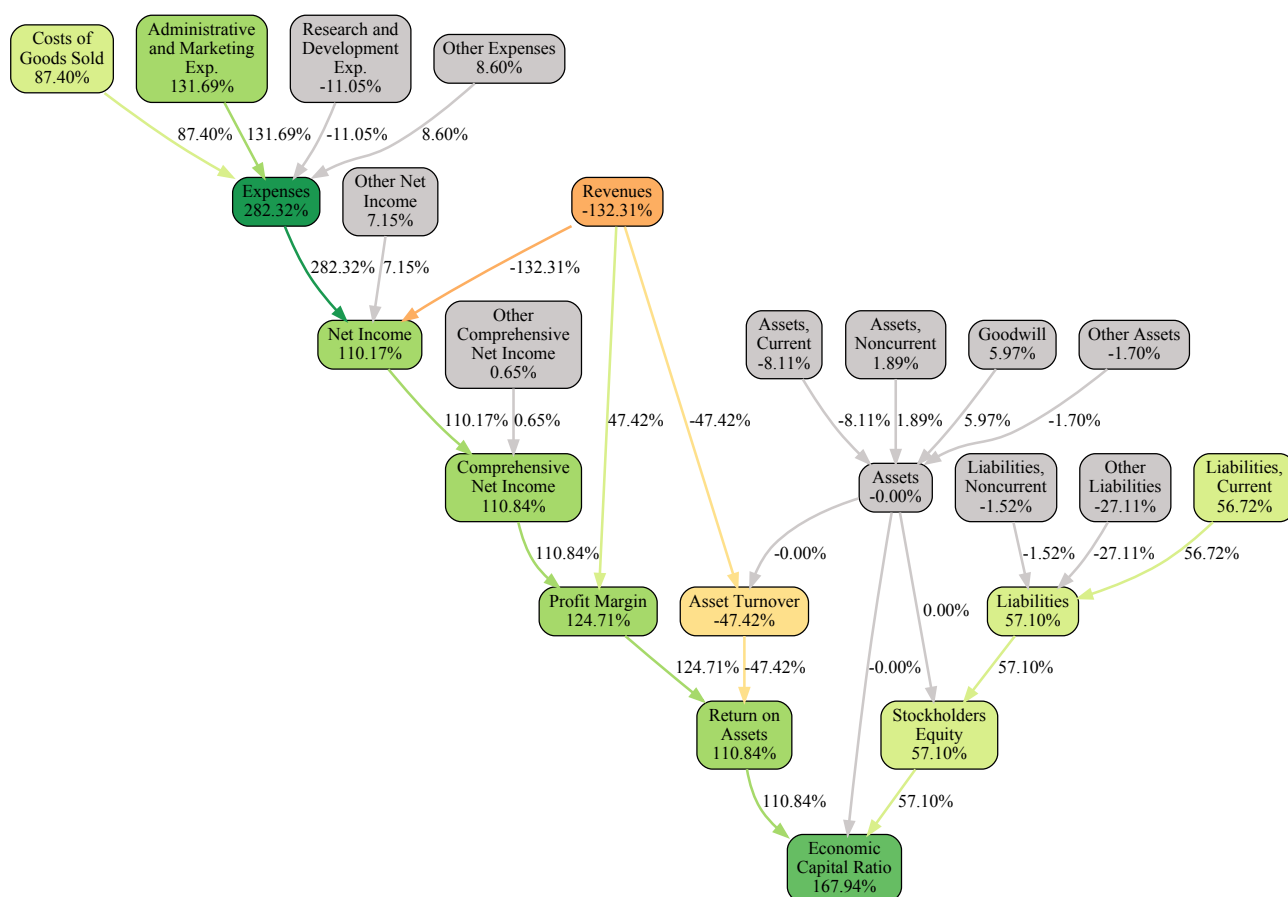 Costs of
Goods Sold
87.40%
Administrative
and Marketing
Exp.
131.69%
Research and
Development
Exp.
-11.05%
Other Expenses
8.60%
87.40%
131.69%
-11.05%
8.60%
Expenses
282.32%
Other Net
Income
7.15%
Revenues
-132.31%
282.32%
7.15%
-132.31%
Net Income
110.17%
Other
Comprehensive
Net Income
0.65%
Assets,
Current
-8.11%
Assets,
Noncurrent
1.89%
Goodwill
5.97%
Other Assets
-1.70%
110.17%
0.65%
47.42%
-47.42%
-8.11%
1.89%
5.97%
-1.70%
Comprehensive
Net Income
110.84%
Assets
-0.00%
Liabilities,
Noncurrent
-1.52%
Other
Liabilities
-27.11%
Liabilities,
Current
56.72%
110.84%
-0.00%
-1.52%
-27.11%
56.72%
Profit Margin
124.71%
Asset Turnover
-47.42%
0.00%
Liabilities
57.10%
124.71%
-47.42%
-0.00%
57.10%
Return on
Assets
110.84%
Stockholders
Equity
57.10%
110.84%
57.10%
Economic
Capital Ratio
167.94%